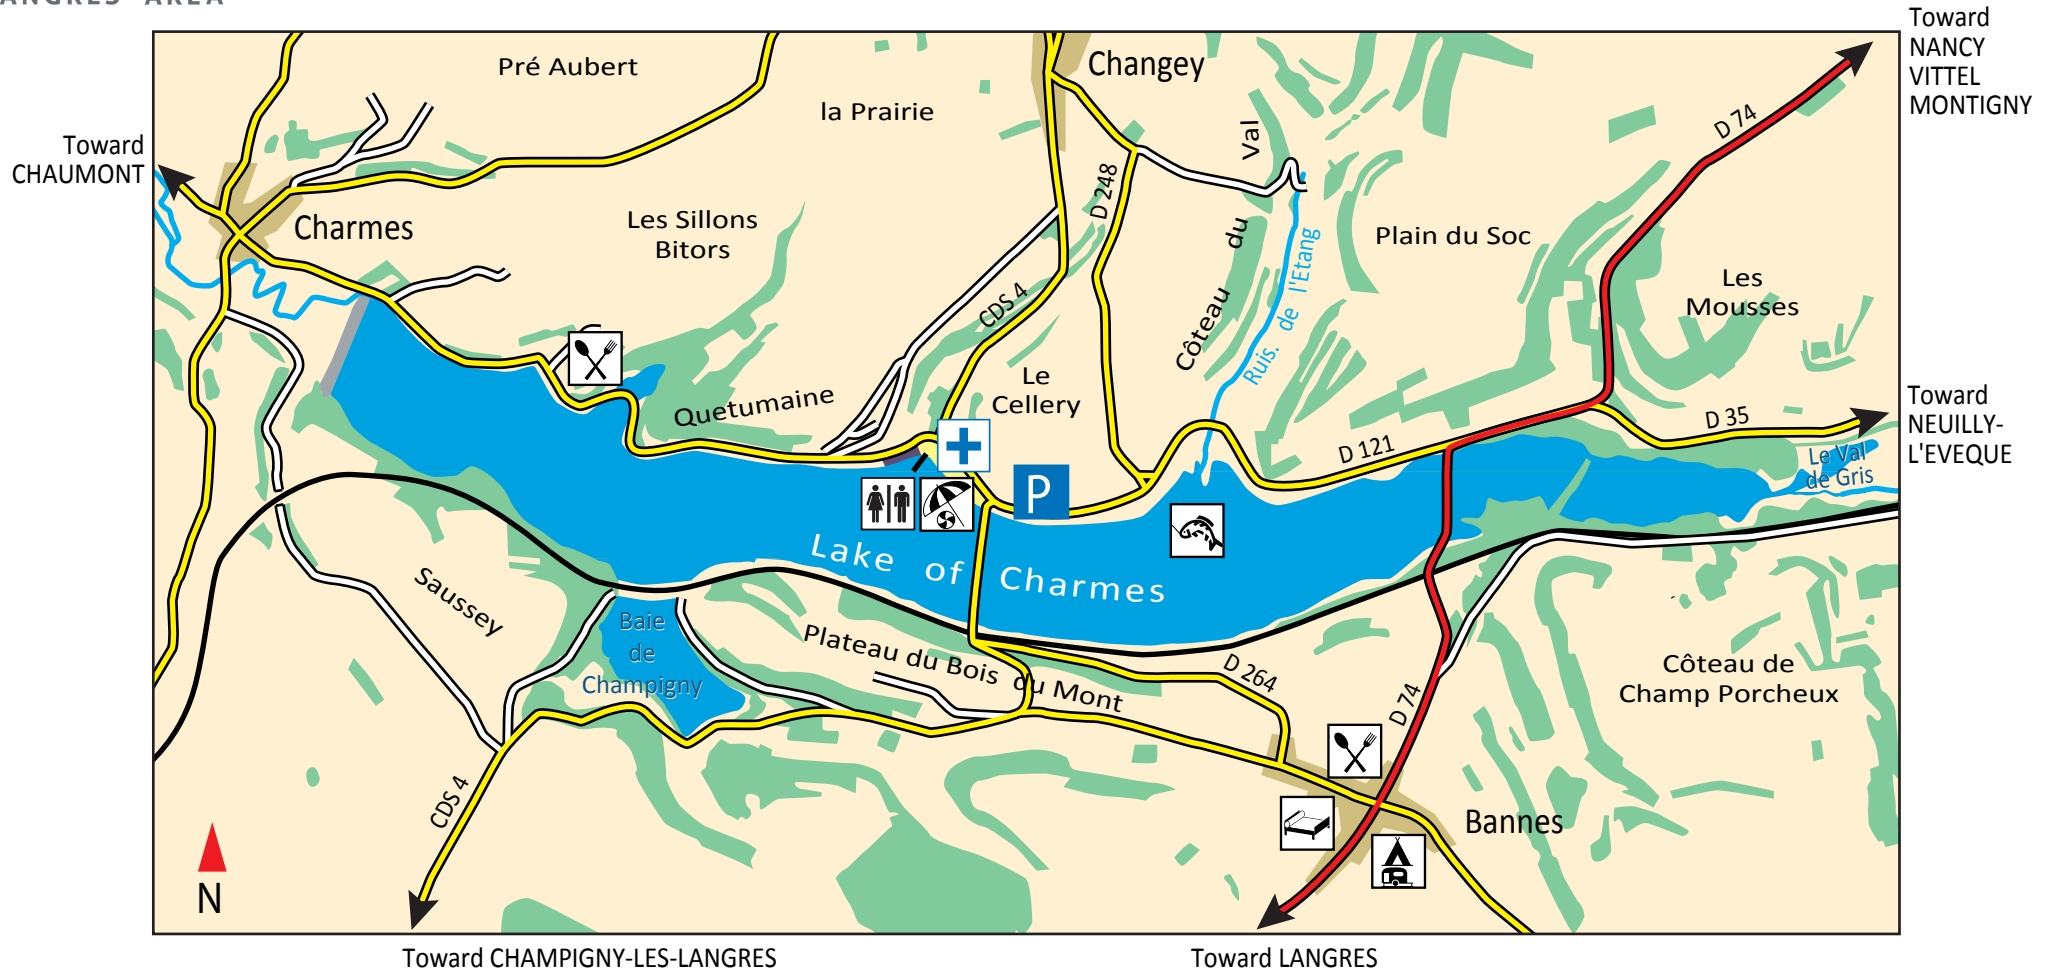 LANGRES AREA
Toward
NANCY
VITTEL
MONTIGNY
Pré Aubert
Changey
la Prairie
D 74
Toward
CHAUMONT
Val
du
Côteau
D 248
Charmes
Les Sillons
Bitors
Plain du Soc
Ruis. de l'Etang
Les
Mousses
CDS 4
Le
Cellery
Quetumaine
Toward
NEUILLY-
L'EVEQUE
D 35
D 121
Le Val
de Gris
P
Lake of Charmes
Saussey
Baie
de
Champigny
Plateau du Bois du Mont
D 264
Côteau de
Champ Porcheux
D 74
CDS 4
Bannes
N
Toward CHAMPIGNY-LES-LANGRES
Toward LANGRES